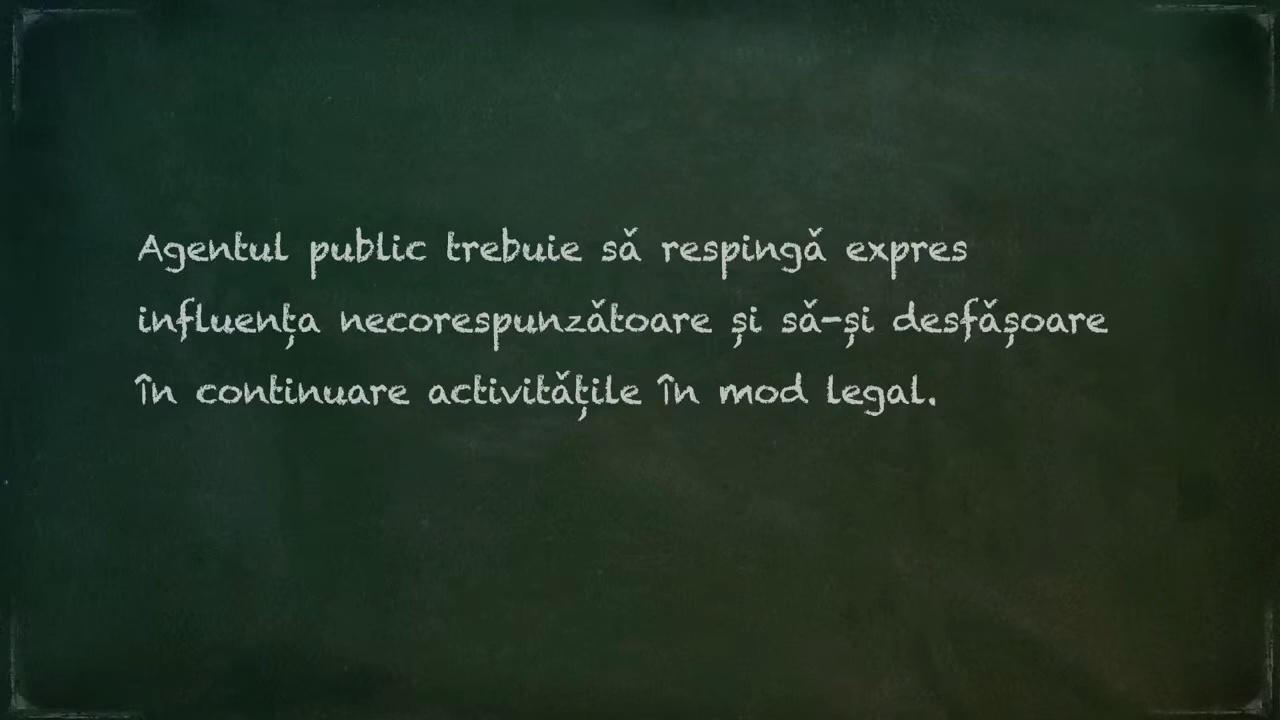 Agentul public trebuie să respingă expres
influența necorespunzătoare și să-și desfășoare
în continuare activitățile în mod legal.